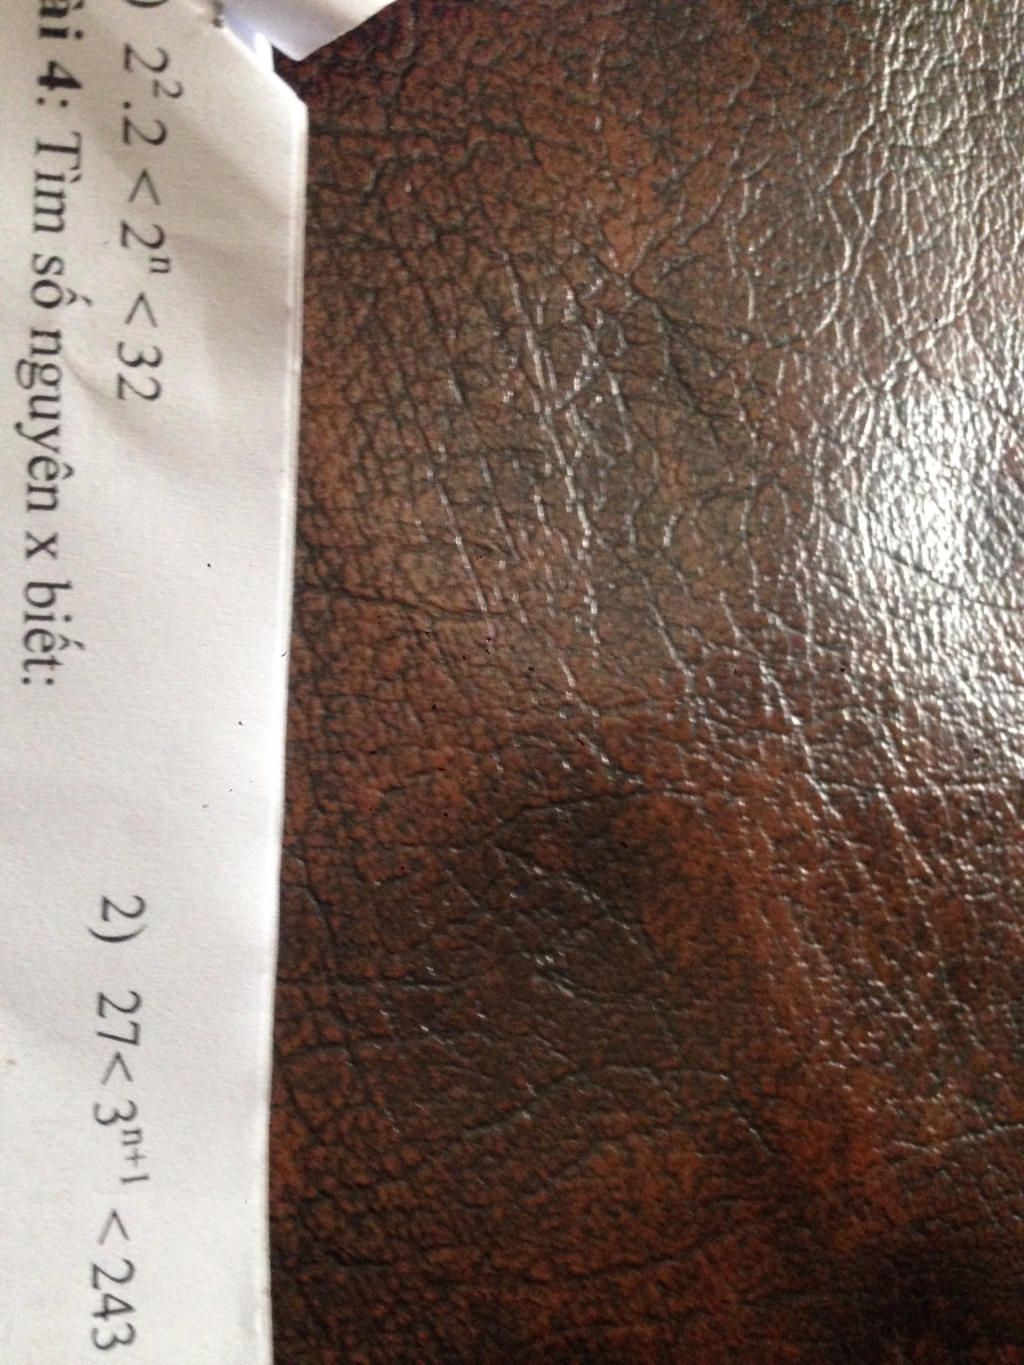 ) 2².2 < 2ⁿ < 32 2) 27< 3ⁿ⁺¹ < 243
ài 4: Tìm số nguyên x biết: